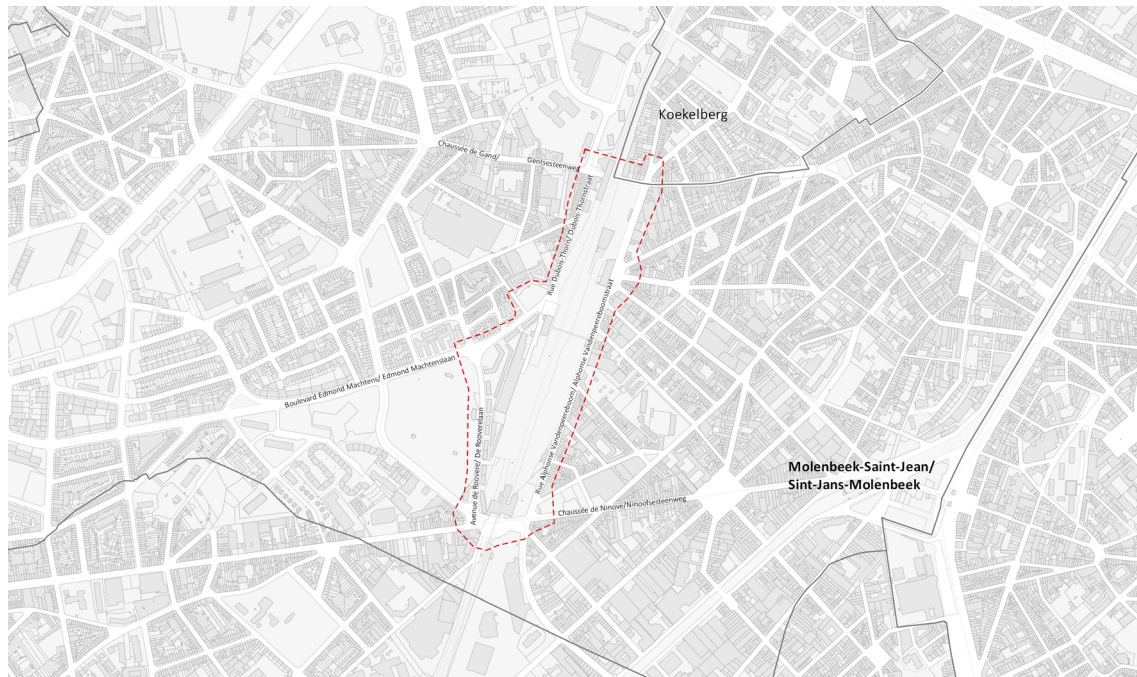 Koekelberg
Chaussée de Gand/ Gentsesteenweg
Rue Dubois-Thorn/ Dubois-Thornstraat
Rue Alphonse Vandenpeereboom/ Alphonse Vandenpeereboomstraat
Boulevard Edmond Machtens/ Edmond Machtenslaan
Avenue de Roovere/ De Rooverelaan
Molenbeek-Saint-Jean/
Sint-Jans-Molenbeek
Chaussée de Ninove/Ninoofsesteenweg